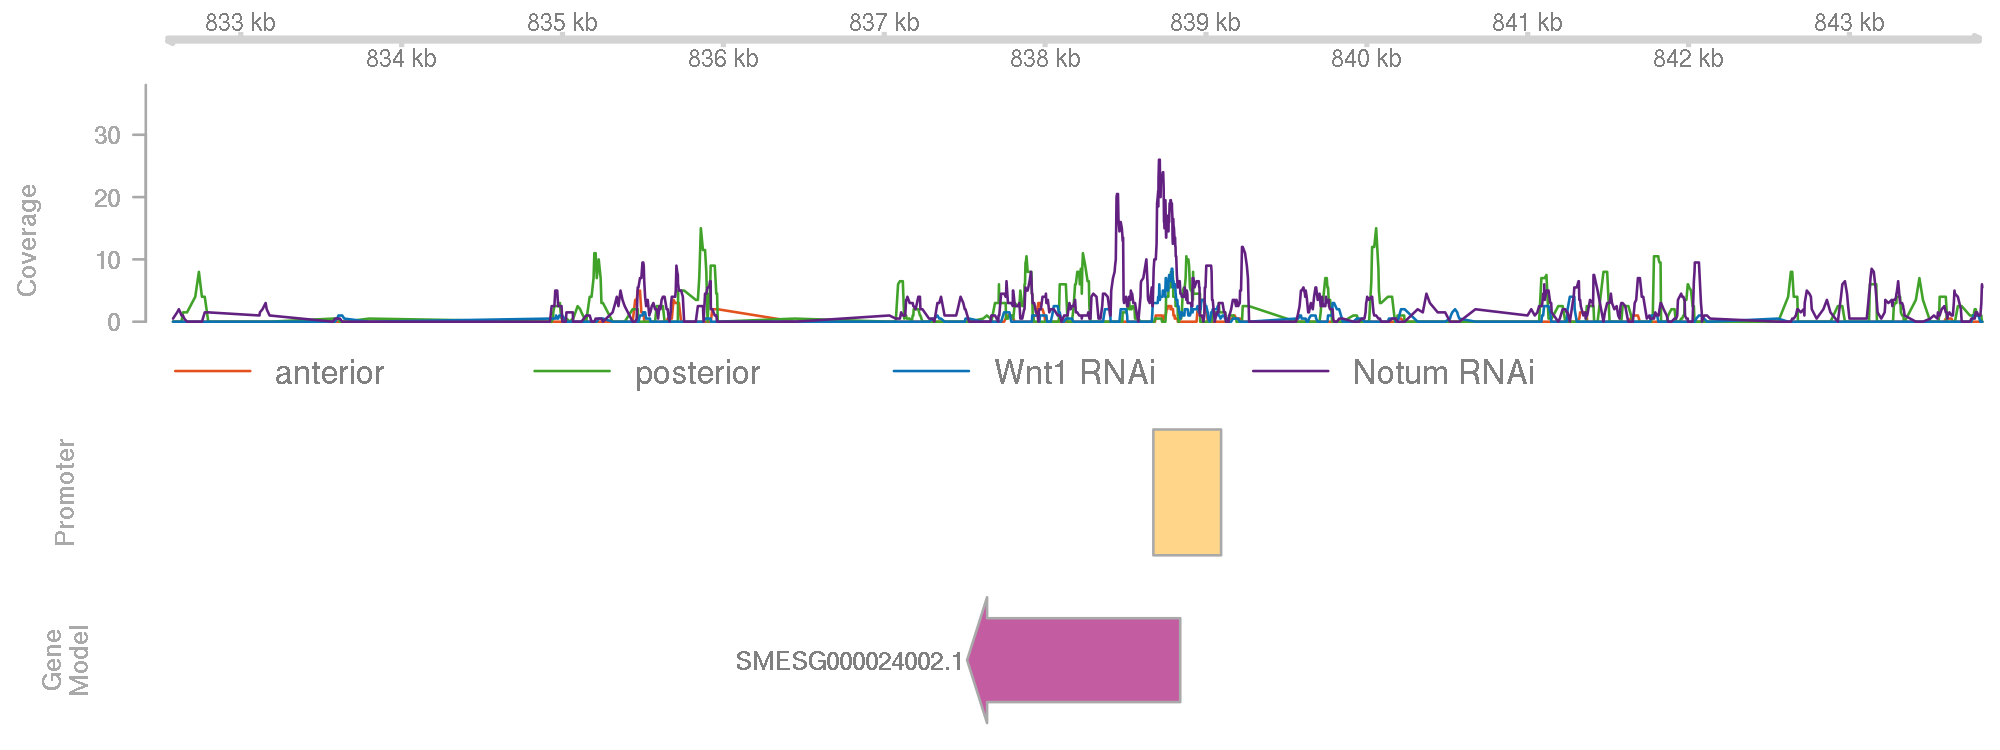 833 kb 835 kb 837 kb 839 kb 841 kb 843 kb
834 kb 836 kb 838 kb 840 kb 842 kb
Coverage
30
20
10
0
anterior posterior Wnt1 RNAi Notum RNAi
Promoter
Gene
Model
SMESG000024002.1